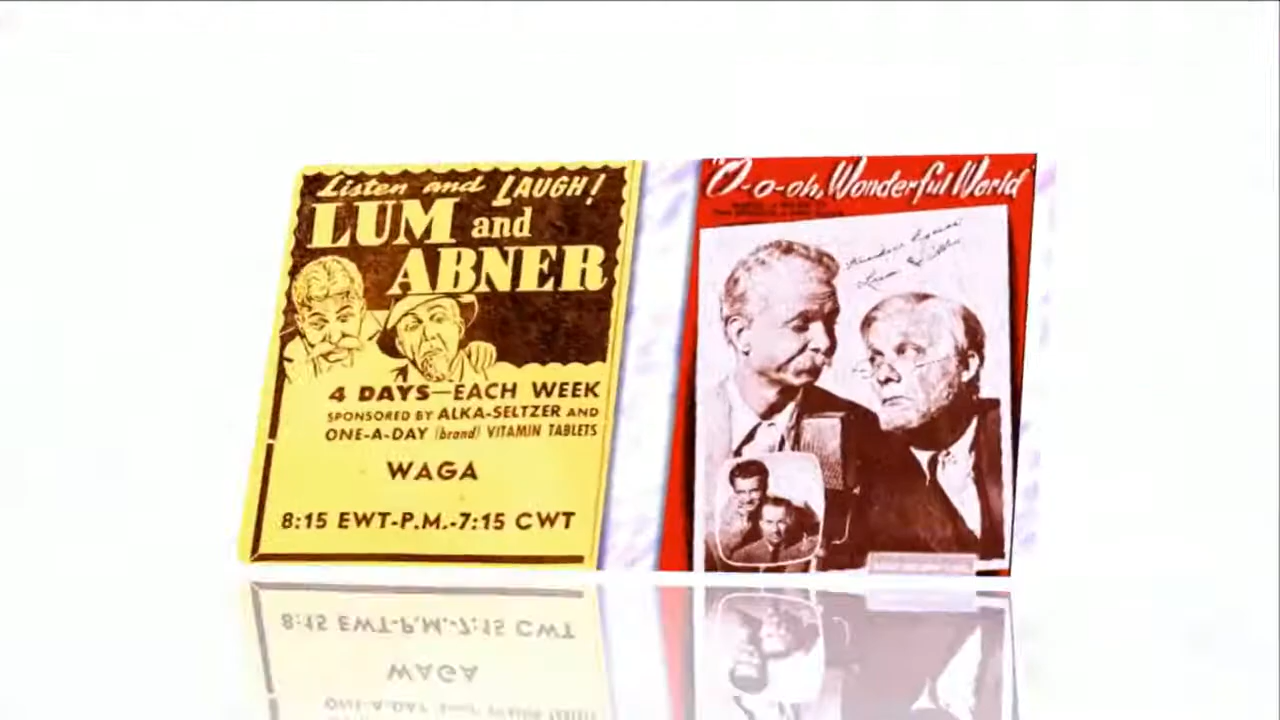 Listen and LAUGH!
LUM and
ABNER
4 DAYS—EACH WEEK
SPONSORED BY ALKA-SELTZER AND
ONE-A-DAY (brand) VITAMIN TABLETS
WAGA
8:15 EWT-P.M.-7:15 CWT
"O-o-oh, Wonderful World